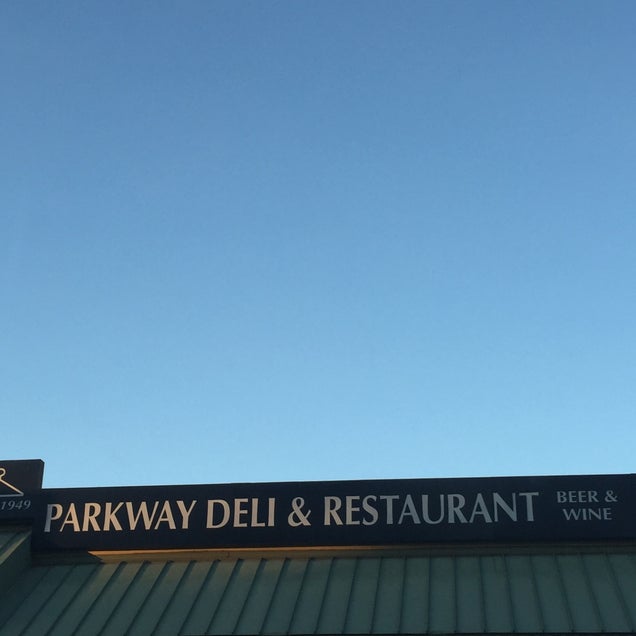 1949
PARKWAY DELI & RESTAURANT
BEER &
WINE